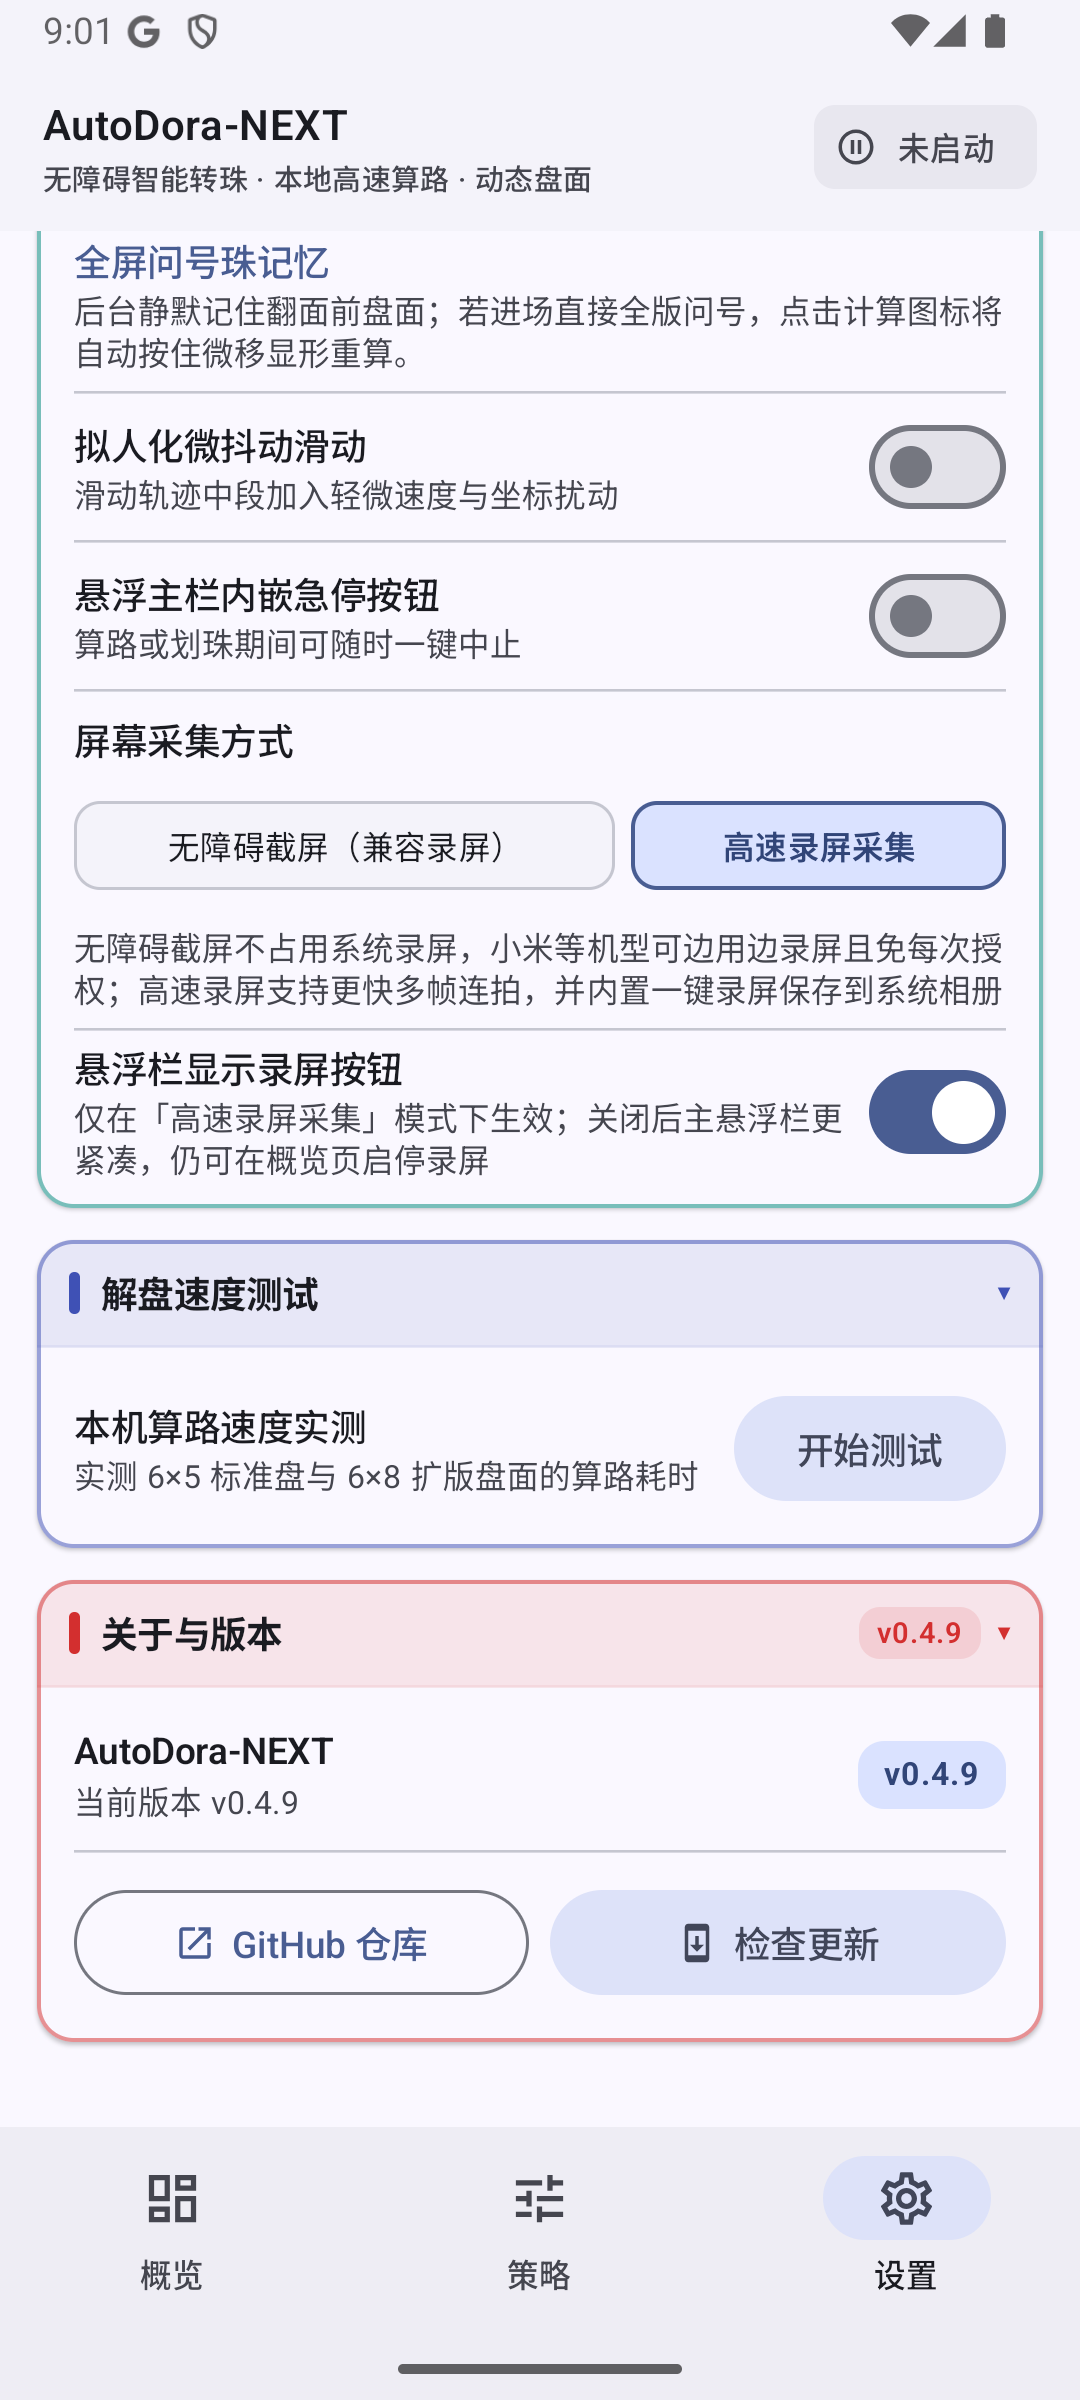 9:01
AutoDora-NEXT
无障碍智能转珠 · 本地高速算路 · 动态盘面
未启动
全屏问号珠记忆
后台静默记住翻面前盘面；若进场直接全版问号，点击计算图标将
自动按住微移显形重算。
拟人化微抖动滑动
滑动轨迹中段加入轻微速度与坐标扰动
悬浮主栏内嵌急停按钮
算路或划珠期间可随时一键中止
屏幕采集方式
无障碍截屏（兼容录屏）
高速录屏采集
无障碍截屏不占用系统录屏，小米等机型可边用边录屏且免每次授
权；高速录屏支持更快多帧连拍，并内置一键录屏保存到系统相册
悬浮栏显示录屏按钮
仅在「高速录屏采集」模式下生效；关闭后主悬浮栏更
紧凑，仍可在概览页启停录屏
解盘速度测试
本机算路速度实测
实测 6×5 标准盘与 6×8 扩版盘面的算路耗时
开始测试
关于与版本
v0.4.9
AutoDora-NEXT
当前版本 v0.4.9
v0.4.9
GitHub 仓库
检查更新
概览
策略
设置